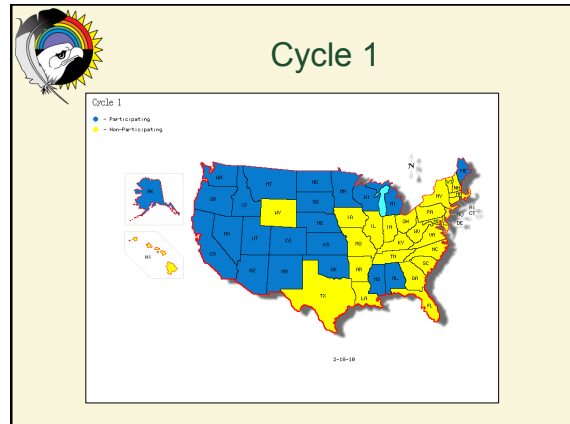 Cycle 1
Cycle 1
- Participating
- Non-Participating
N
WA
MT
ND
MN
WI
MI
ME
AK
OR
ID
WY
SD
IA
NY
VT
NH
NV
UT
CO
NE
KS
MO
IL
IN
OH
PA
RI
CT
NJ
DE
WV
VA
KY
HI
CA
AZ
NM
OK
AR
TN
NC
SC
MS
AL
GA
TX
LA
FL
2-18-10